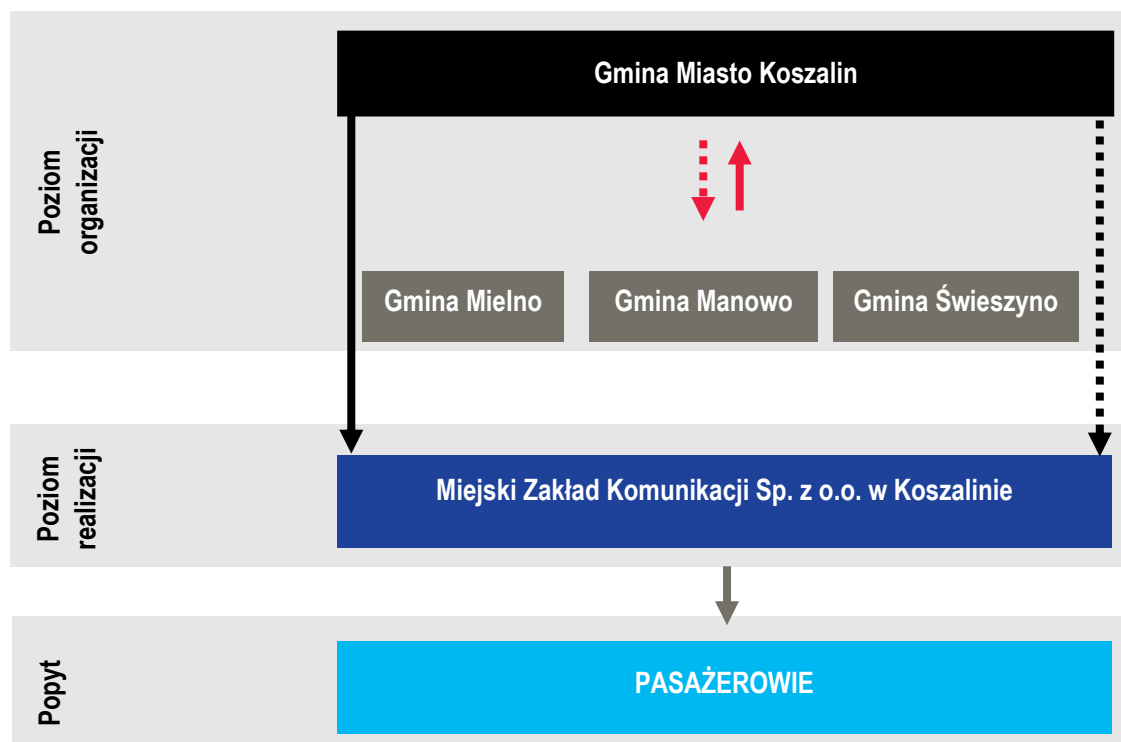 Gmina Miasto Koszalin
Poziom
organizacji
Gmina Mielno
Gmina Manowo
Gmina Świeszyno
Poziom
realizacji
Miejski Zakład Komunikacji Sp. z o.o. w Koszalinie
Popyt
PASAŻEROWIE